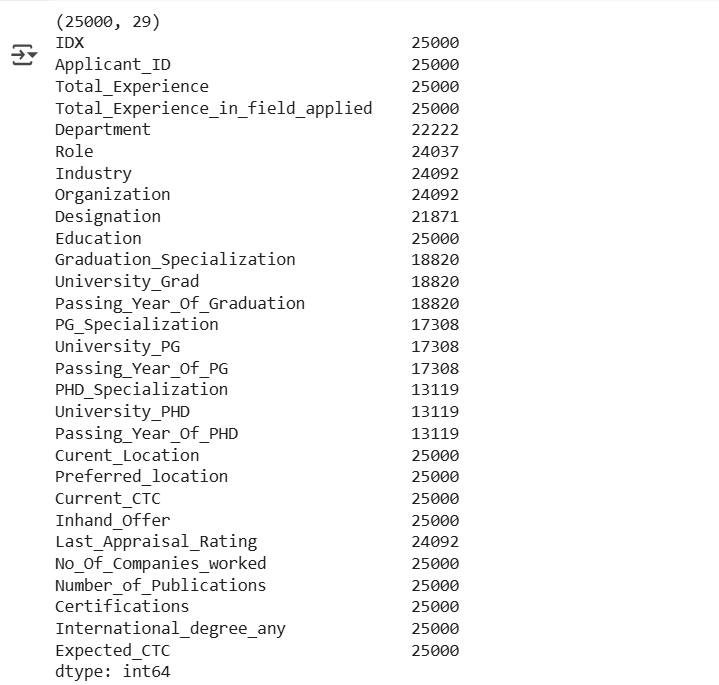 (25000, 29)
IDX 25000
Applicant_ID 25000
Total_Experience 25000
Total_Experience_in_field_applied 25000
Department 22222
Role 24037
Industry 24092
Organization 24092
Designation 21871
Education 25000
Graduation_Specialization 18820
University_Grad 18820
Passing_Year_Of_Graduation 18820
PG_Specialization 17308
University_PG 17308
Passing_Year_Of_PG 17308
PHD_Specialization 13119
University_PHD 13119
Passing_Year_Of_PHD 13119
Curent_Location 25000
Preferred_location 25000
Current_CTC 25000
Inhand_Offer 25000
Last_Appraisal_Rating 24092
No_Of_Companies_worked 25000
Number_of_Publications 25000
Certifications 25000
International_degree_any 25000
Expected_CTC 25000
dtype: int64